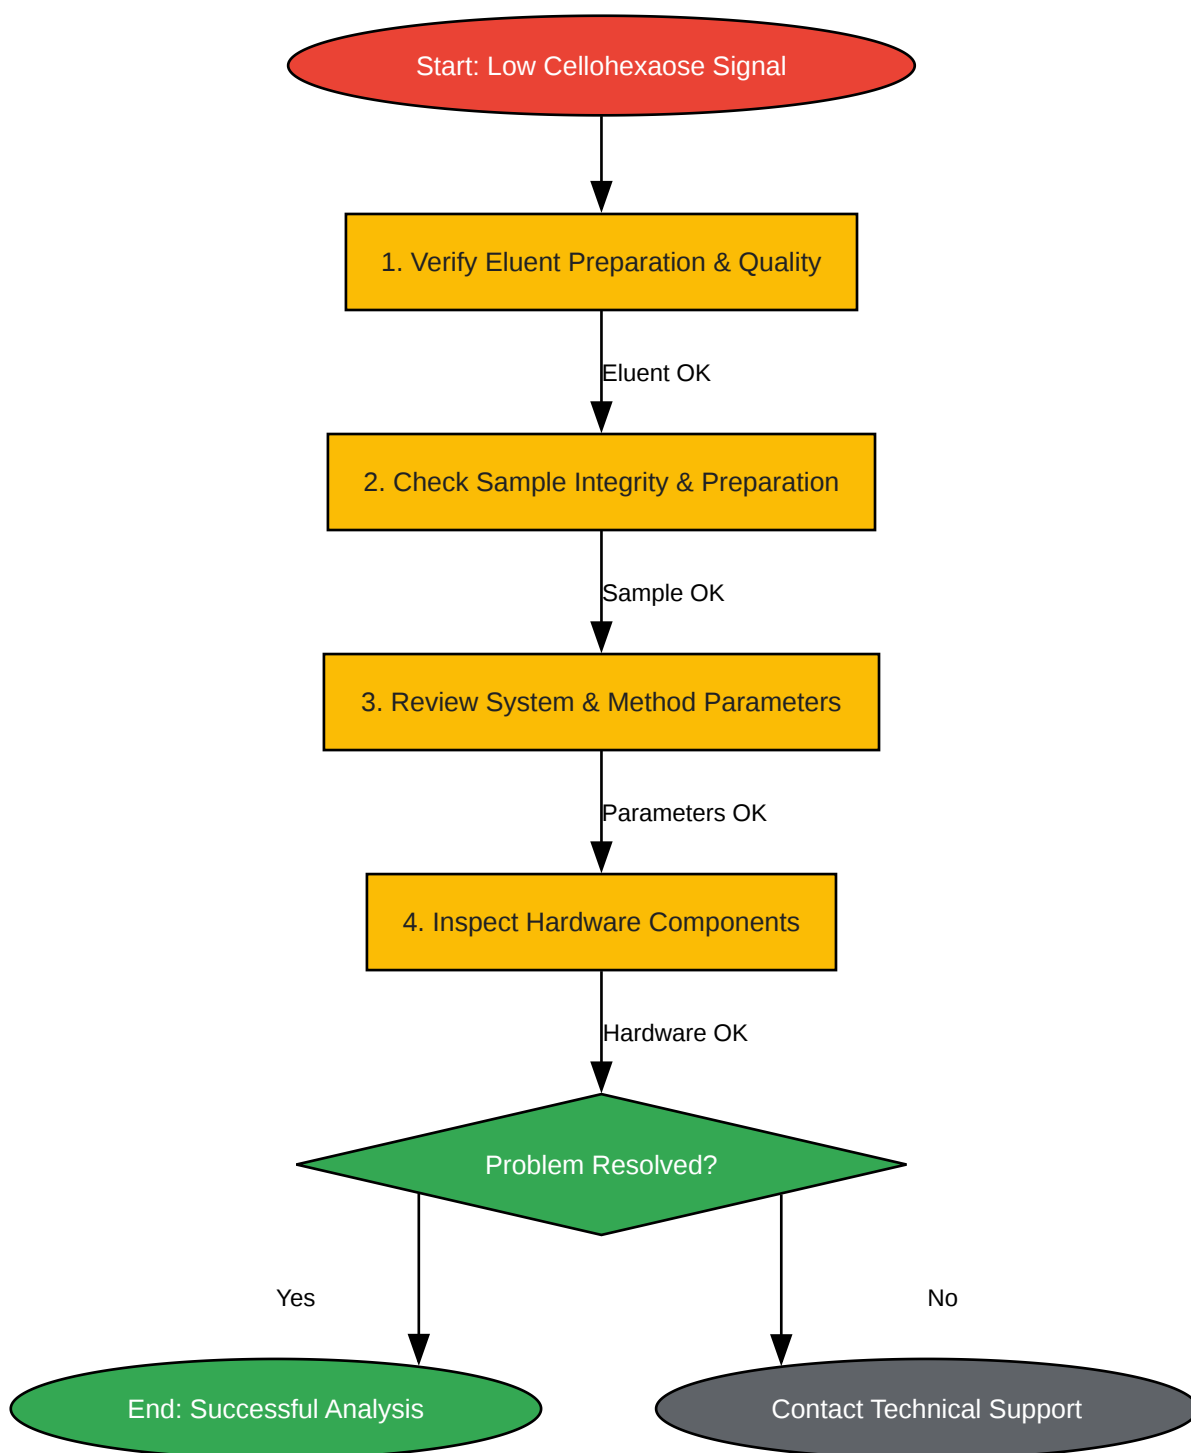 Start: Low Cellohexaose Signal
1. Verify Eluent Preparation & Quality
Eluent OK
2. Check Sample Integrity & Preparation
Sample OK
3. Review System & Method Parameters
Parameters OK
4. Inspect Hardware Components
Hardware OK
Problem Resolved?
Yes
No
End: Successful Analysis
Contact Technical Support